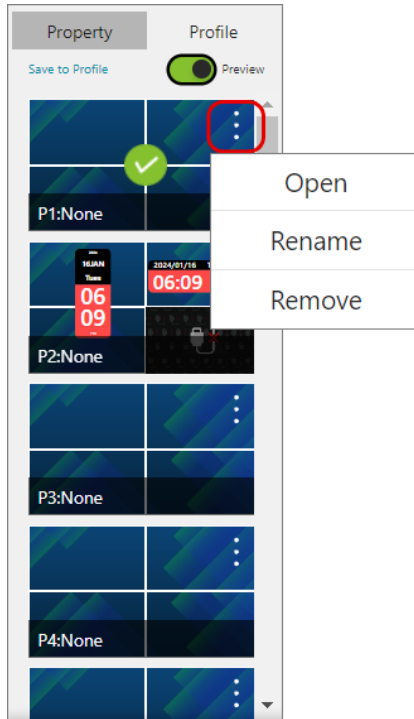 Property
Profile
Save to Profile
Preview
P1:None
Open
Rename
Remove
16JAN
Tues
06
09
2024/01/16
06:09
P2:None
P3:None
P4:None